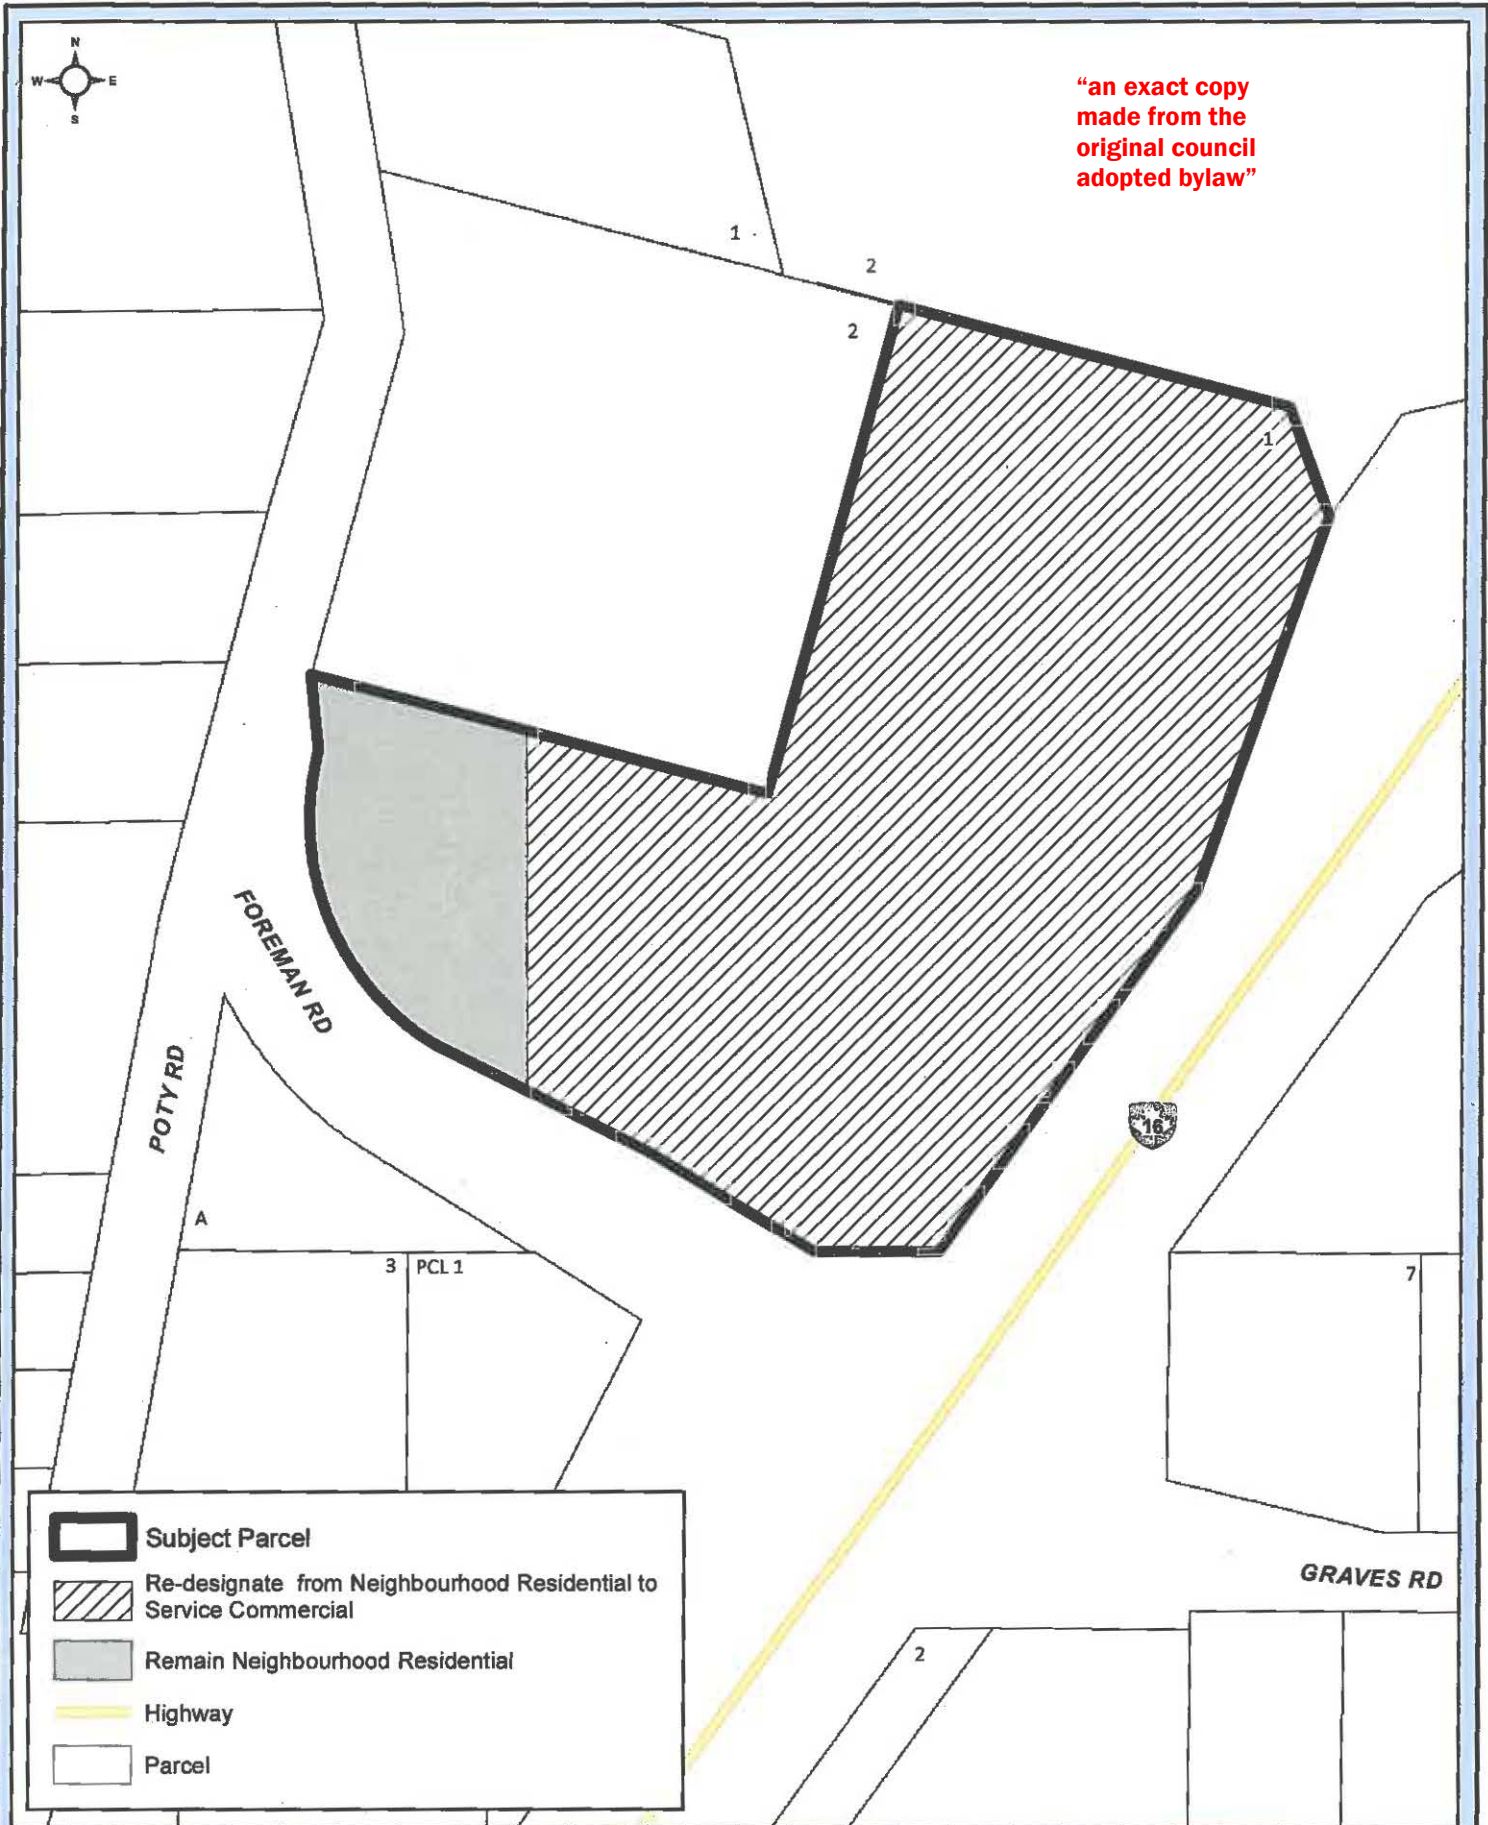 N
W E
S
“an exact copy
made from the
original council
adopted bylaw”
1
2
2
1
FOREMAN RD
POTY RD
16
A
3 PCL 1
7
Subject Parcel
Re-designate from Neighbourhood Residential to
Service Commercial
Remain Neighbourhood Residential
Highway
Parcel
GRAVES RD
2